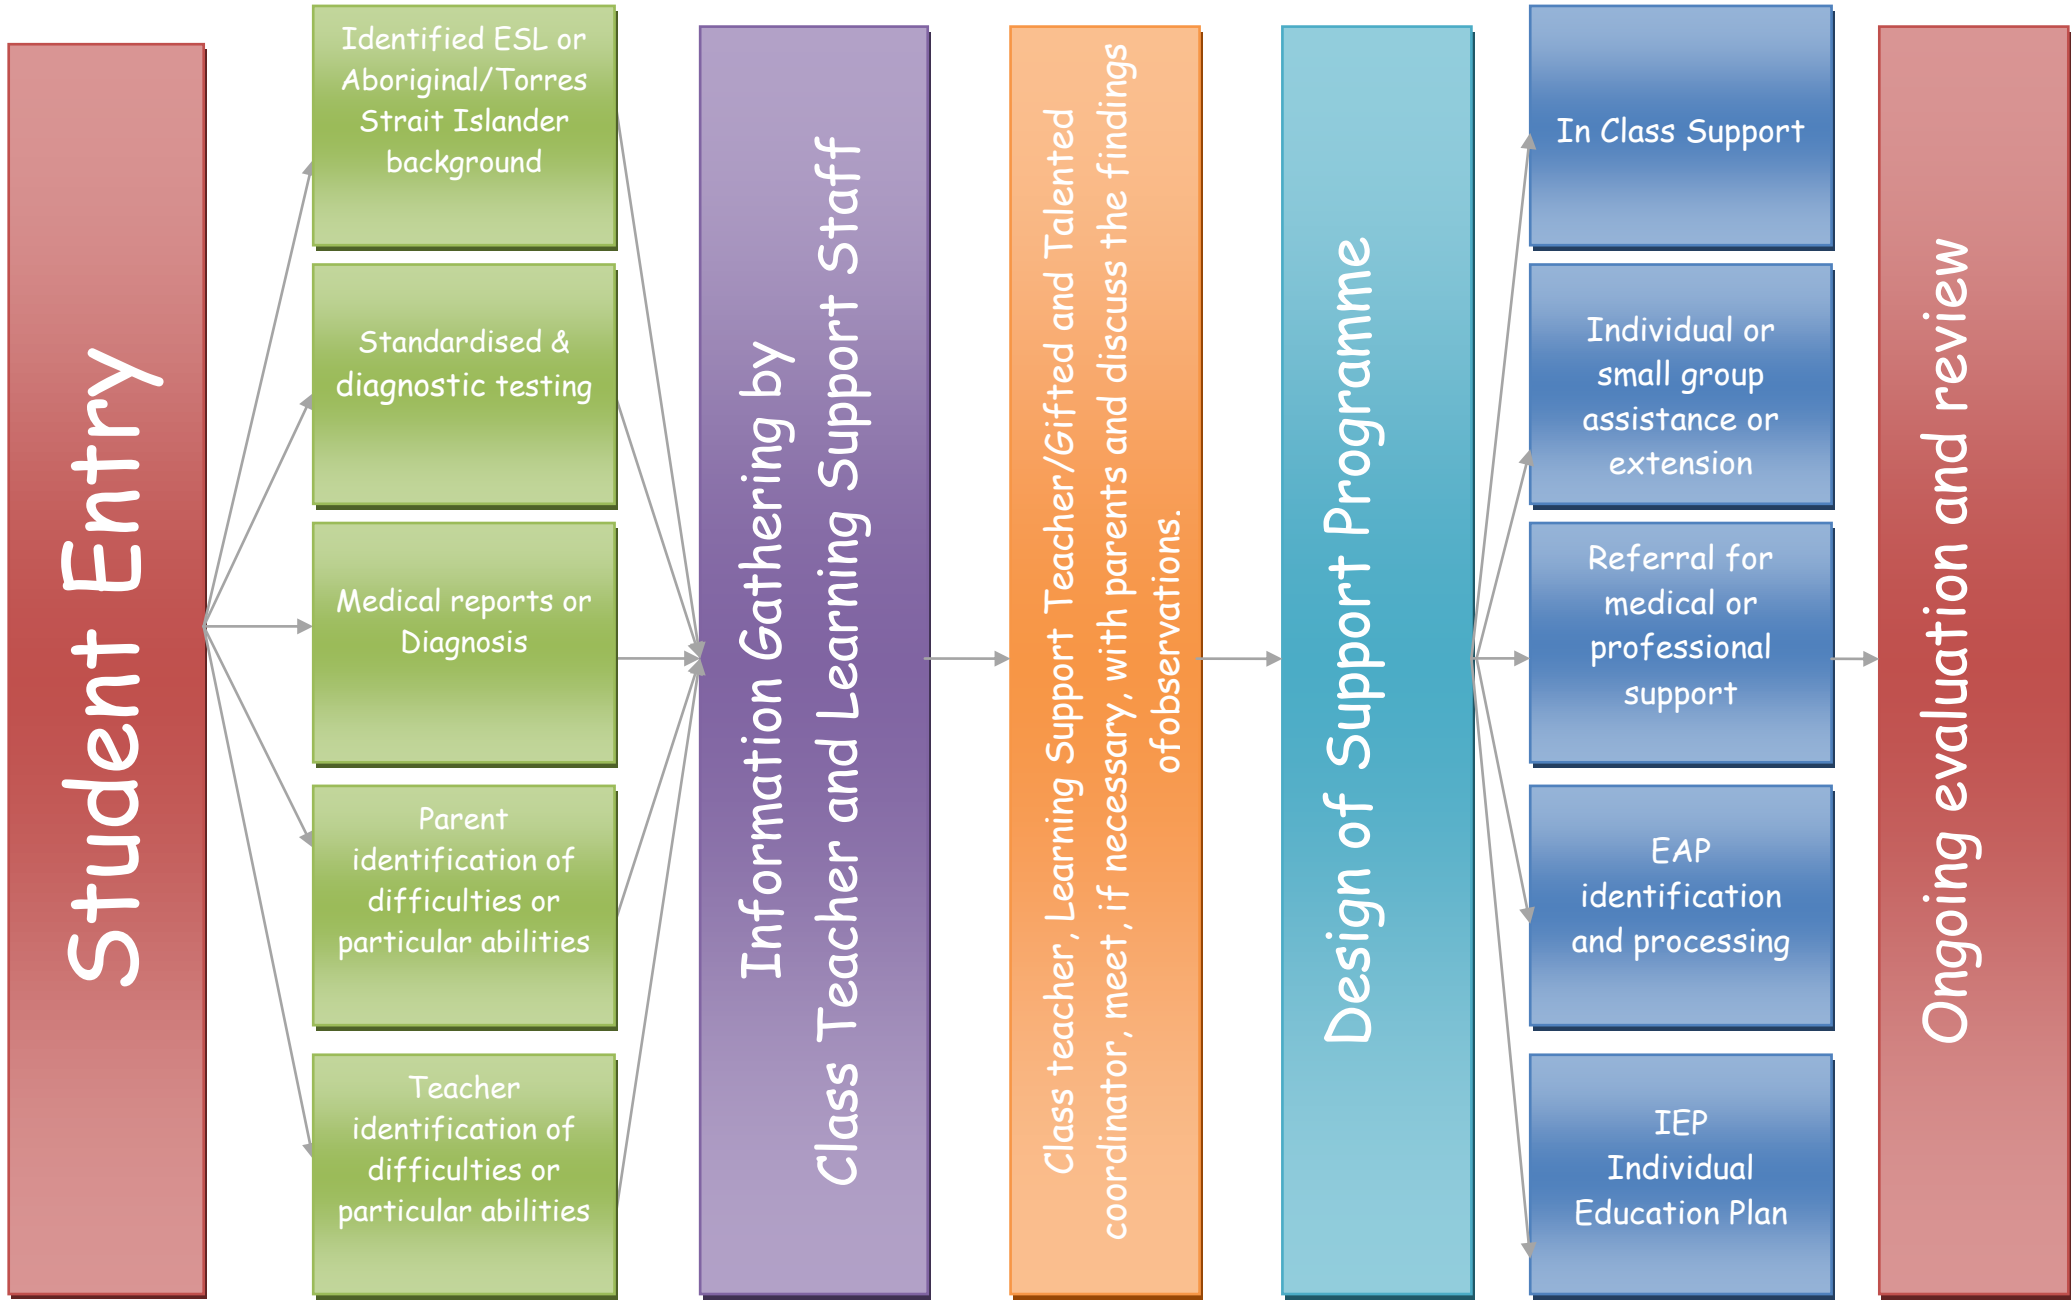 Student Entry
Identified ESL or
Aboriginal/Torres
Strait Islander
background
Standardised &
diagnostic testing
Medical reports or
Diagnosis
Parent
identification of
difficulties or
particular abilities
Teacher
identification of
difficulties or
particular abilities
Information Gathering by
Class Teacher and Learning Support Staff
Class teacher, Learning Support Teacher/Gifted and Talented
coordinator, meet, if necessary, with parents and discuss the findings
ofobservations.
Design of Support Programme
In Class Support
Individual or
small group
assistance or
extension
Referral for
medical or
professional
support
EAP
identification
and processing
IEP
Individual
Education Plan
Ongoing evaluation and review